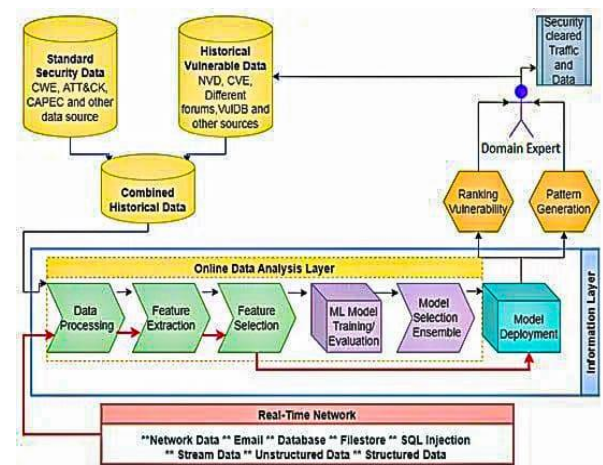 Standard
Security Data
CWE, ATT&CK,
CAPEC and other
data source
Historical
Vulnerable Data
NVD, CVE,
Different
forums,VulDB and
other sources
Security
cleared
Traffic
and
Data
Domain Expert
Combined
Historical Data
Ranking
Vulnerability
Pattern
Generation
Online Data Analysis Layer
Data
Processing
Feature
Extraction
Feature
Selection
ML Model
Training/
Evaluation
Model
Selection
Ensemble
Model
Deployment
Information Layer
Real-Time Network
**Network Data ** Email ** Database ** Filestore ** SQL Injection
** Stream Data ** Unstructured Data ** Structured Data